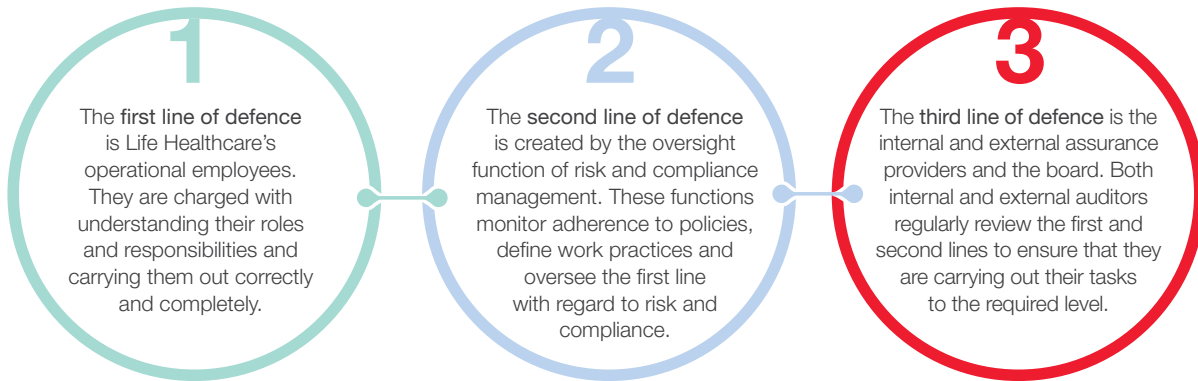 1
The first line of defence
is Life Healthcare's
operational employees.
They are charged with
understanding their roles
and responsibilities and
carrying them out correctly
and completely.
2
The second line of defence
is created by the oversight
function of risk and compliance
management. These functions
monitor adherence to policies,
define work practices and
oversee the first line
with regard to risk and
compliance.
3
The third line of defence is the
internal and external assurance
providers and the board. Both
internal and external auditors
regularly review the first and
second lines to ensure that they
are carrying out their tasks
to the required level.